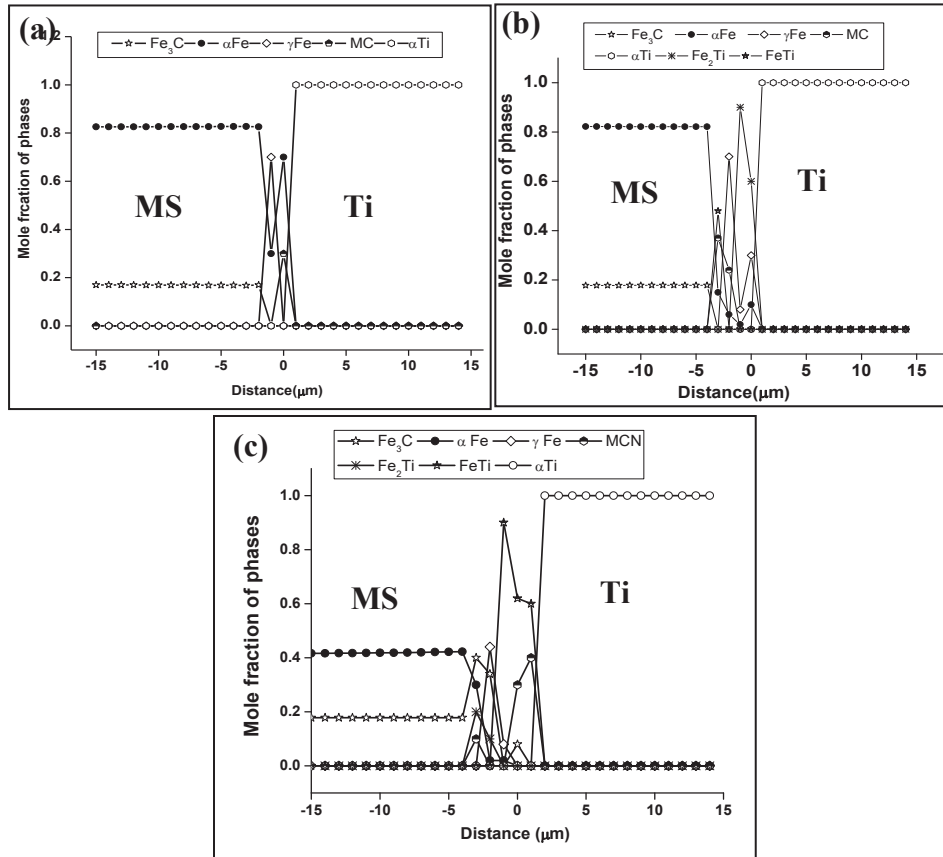 (a)
1.2
Fe3C αFe γFe MC αTi
1.0
0.8
0.6
0.4
0.2
0.0
Mole frcation of phases
MS
Ti
-15 -10 -5 0 5 10 15
Distance(μm)
(b)
Fe3C αFe γFe MC
αTi Fe2Ti FeTi
1.0
0.8
0.6
0.4
0.2
0.0
Mole fraction of phases
MS
Ti
-15 -10 -5 0 5 10 15
Distance(μm)
(c)
Fe3C α Fe γ Fe MCN
Fe2Ti FeTi αTi
1.0
0.8
0.6
0.4
0.2
0.0
Mole fraction of phases
MS
Ti
-15 -10 -5 0 5 10 15
Distance (μm)